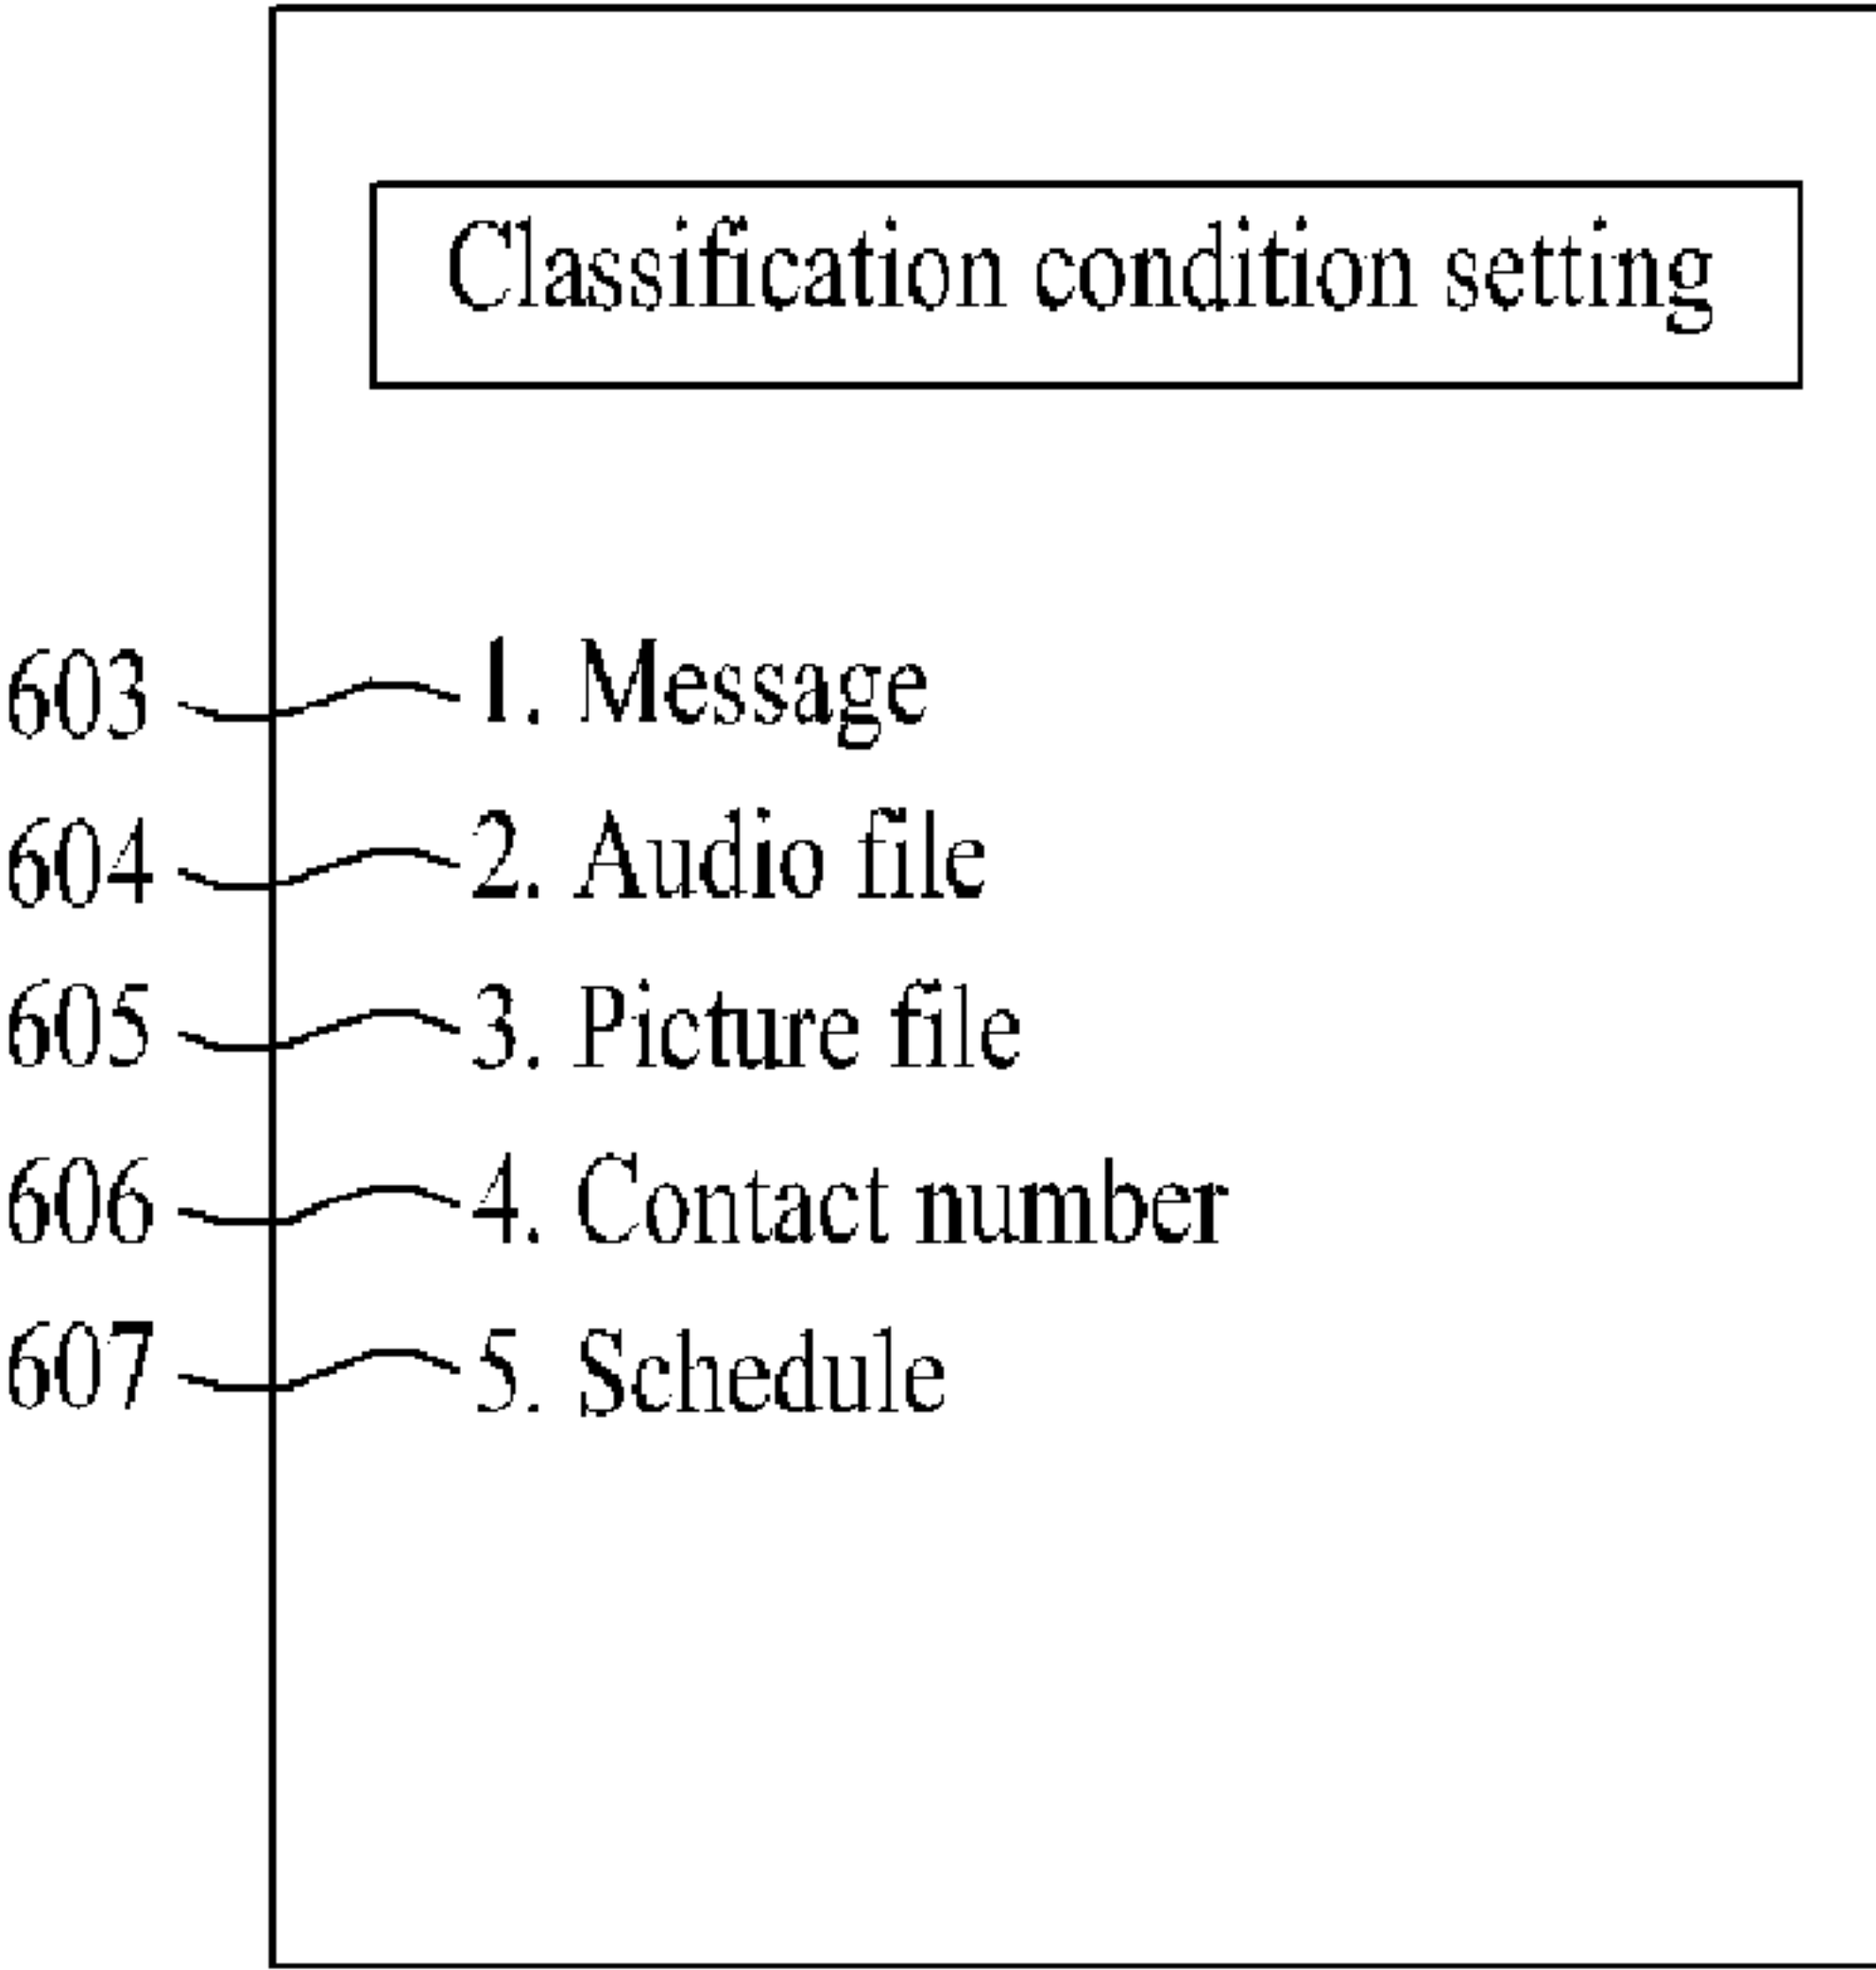 Classification condition setting
603 1. Message
604 2. Audio file
605 3. Picture file
606 4. Contact number
607 5. Schedule